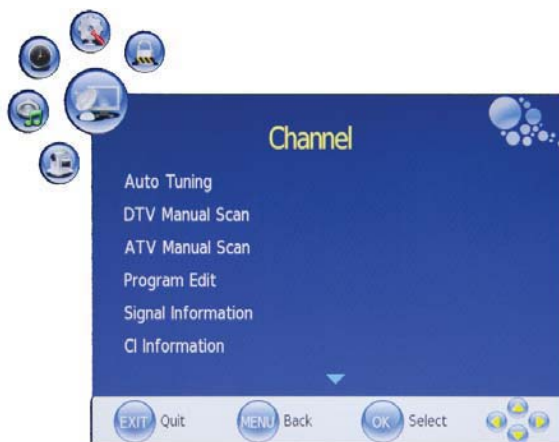 Channel
Auto Tuning
DTV Manual Scan
ATV Manual Scan
Program Edit
Signal Information
CI Information
EXIT Quit MENU Back OK Select